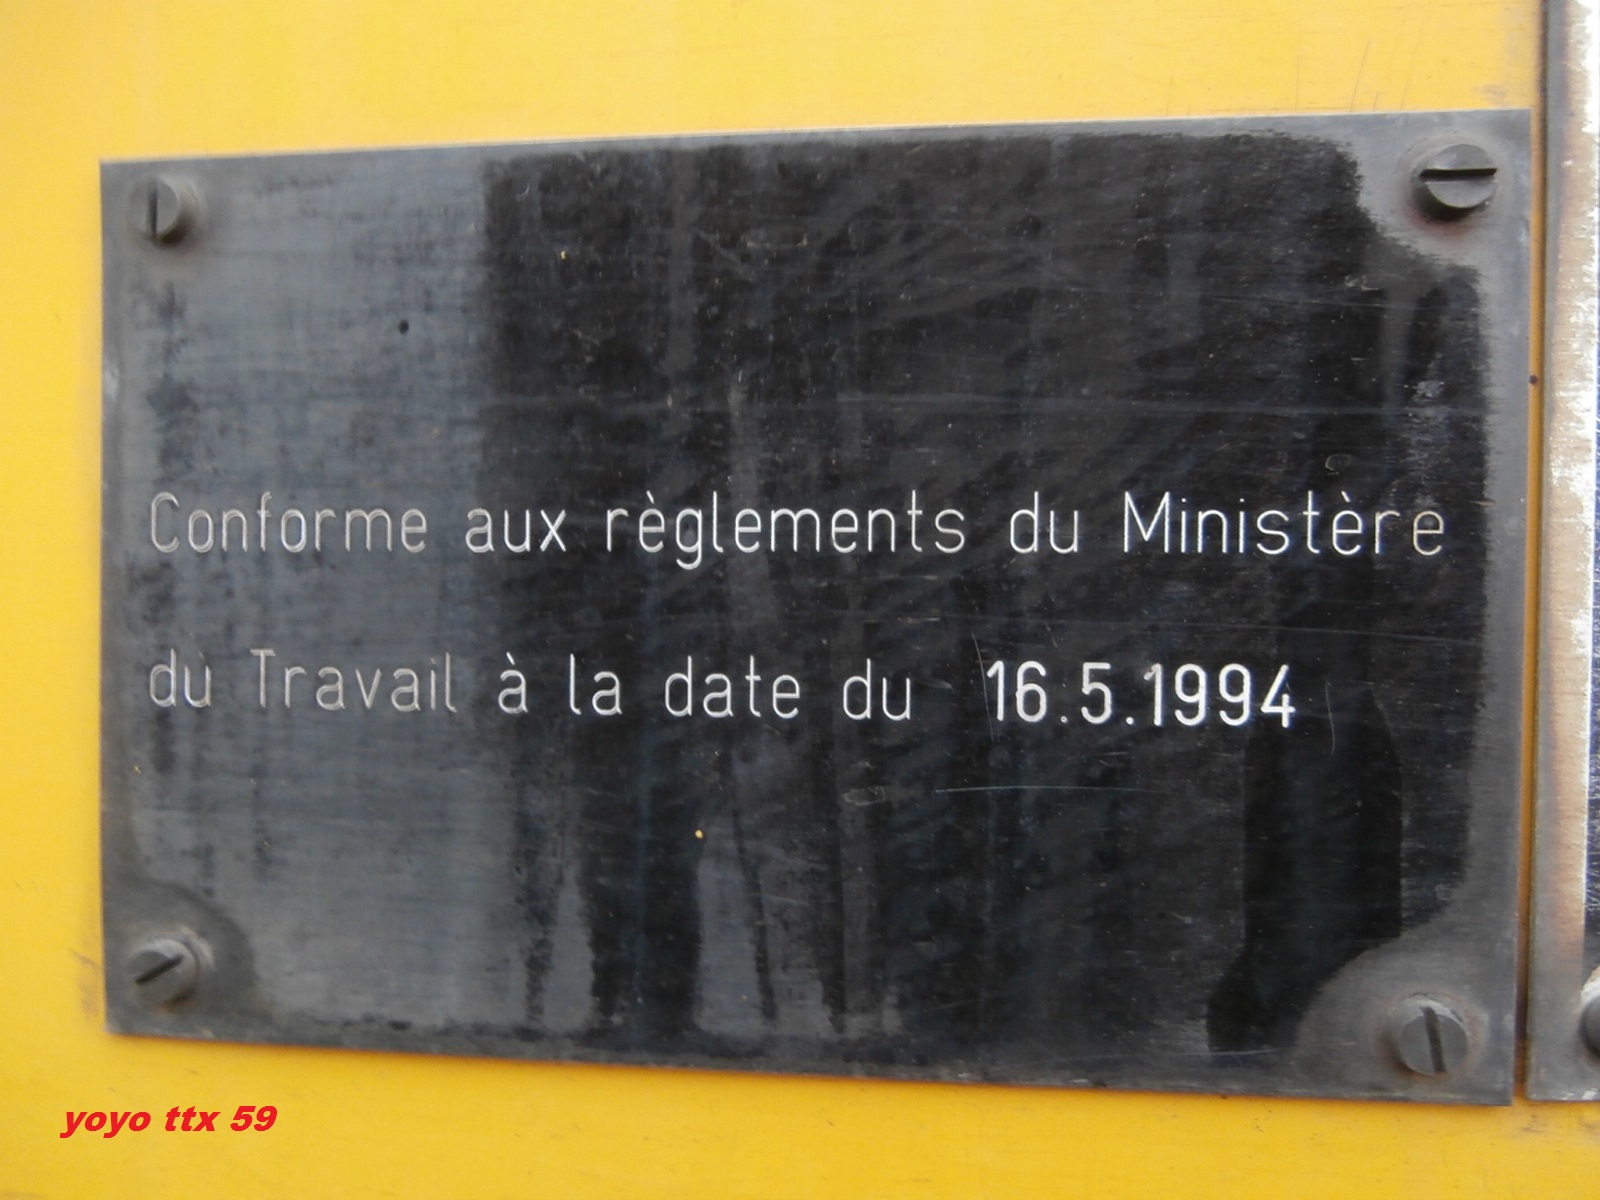 Conforme aux règlements du Ministère
du Travail à la date du 16.5.1994
yoyo ttx 59